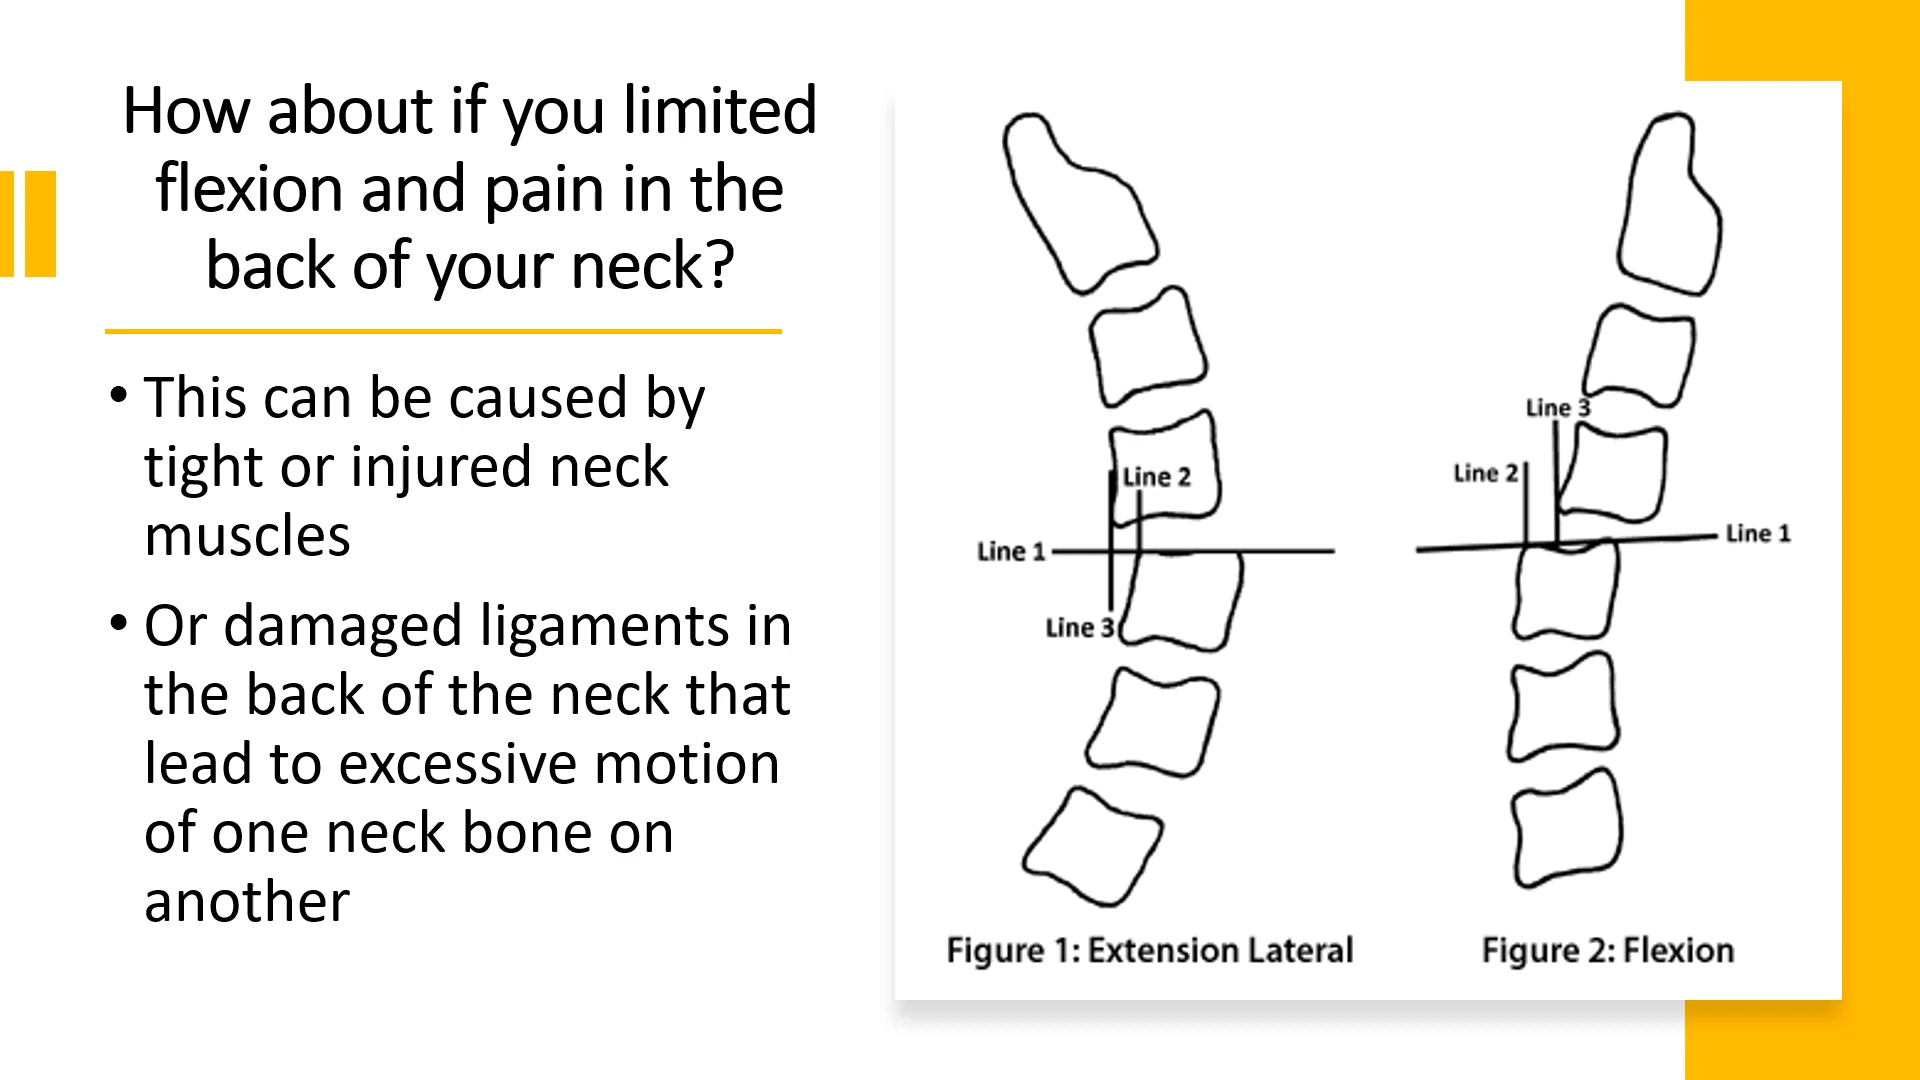 How about if you limited
flexion and pain in the
back of your neck?
• This can be caused by
tight or injured neck
muscles
• Or damaged ligaments in
the back of the neck that
lead to excessive motion
of one neck bone on
another
Line 2
Line 1
Line 3
Figure 1: Extension Lateral
Line 3
Line 2
Line 1
Figure 2: Flexion